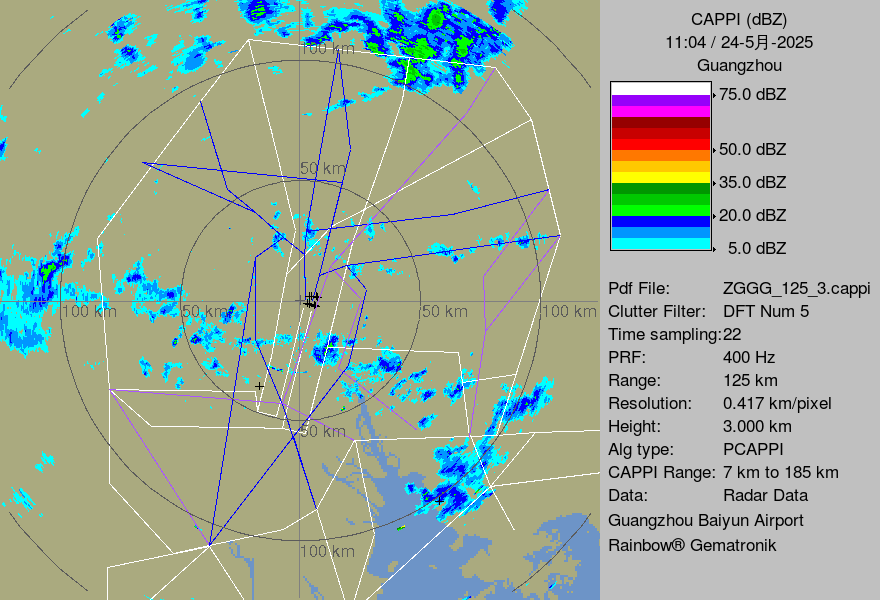 100 km
50 km
100 km
50 km
50 km
100 km
50 km
100 km
CAPPI (dBZ)
11:04 / 24-5月-2025
Guangzhou
75.0 dBZ
50.0 dBZ
35.0 dBZ
20.0 dBZ
5.0 dBZ
Pdf File: ZGGG_125_3.cappi
Clutter Filter: DFT Num 5
Time sampling:22
PRF: 400 Hz
Range: 125 km
Resolution: 0.417 km/pixel
Height: 3.000 km
Alg type: PCAPPI
CAPPI Range: 7 km to 185 km
Data: Radar Data
Guangzhou Baiyun Airport
Rainbow® Gematronik